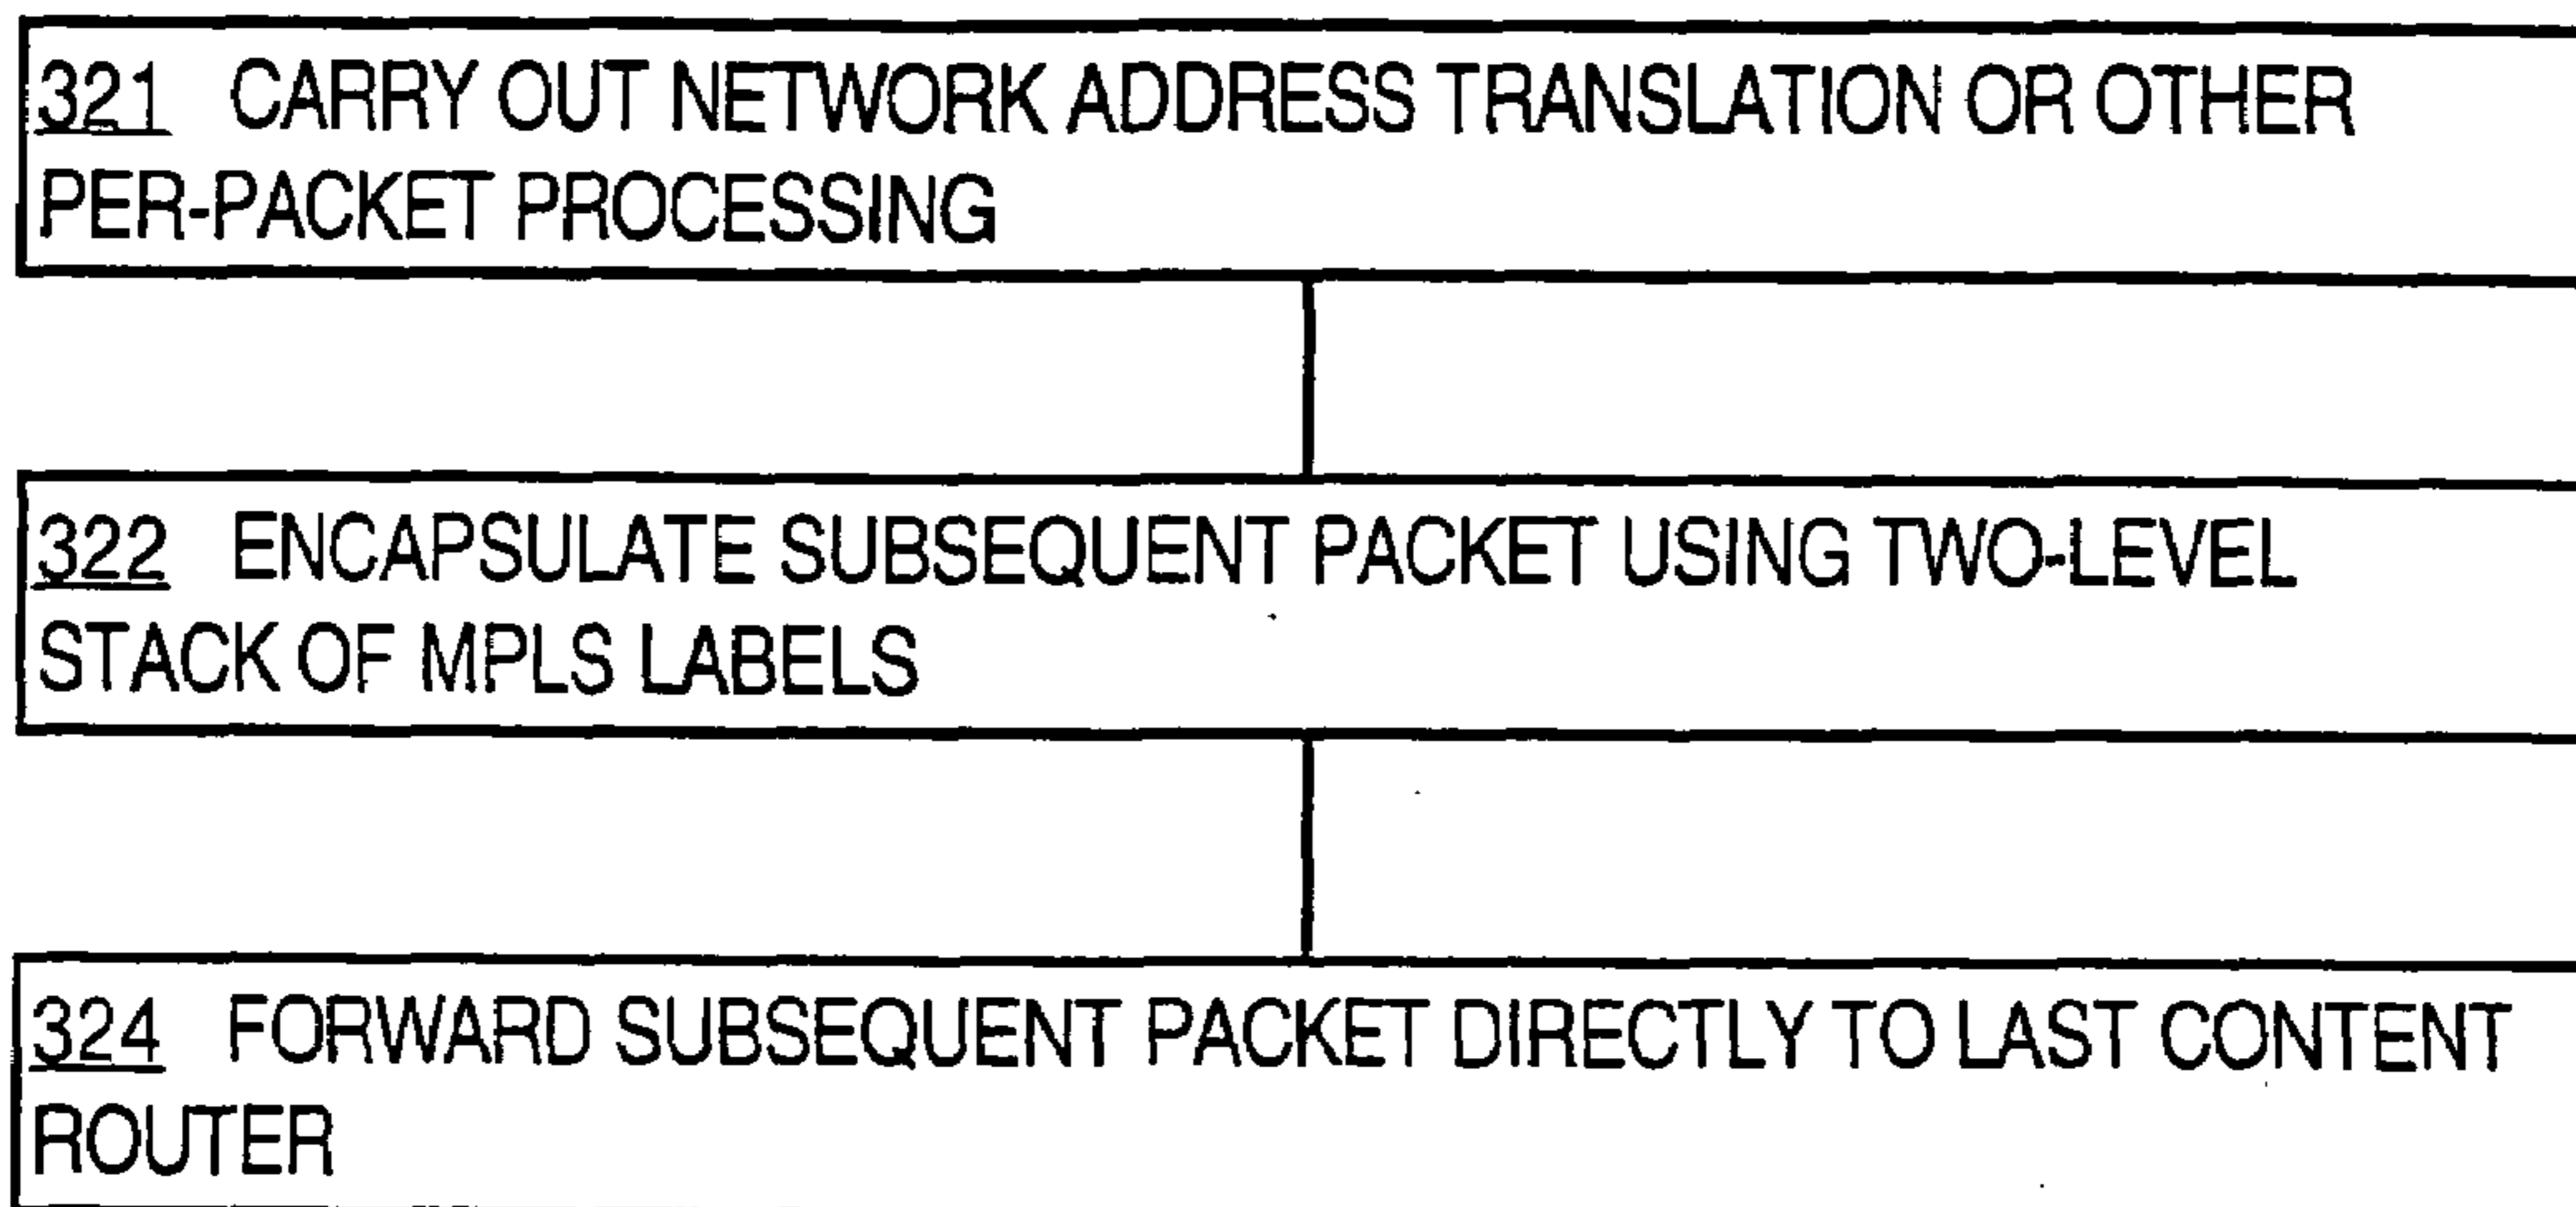 321 CARRY OUT NETWORK ADDRESS TRANSLATION OR OTHER
PER-PACKET PROCESSING
322 ENCAPSULATE SUBSEQUENT PACKET USING TWO-LEVEL
STACK OF MPLS LABELS
324 FORWARD SUBSEQUENT PACKET DIRECTLY TO LAST CONTENT
ROUTER